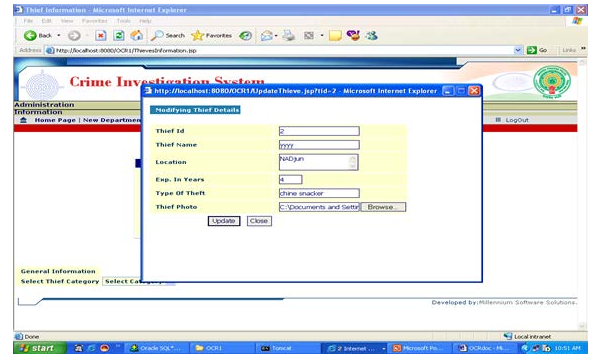 Thief Information - Microsoft Internet Explorer
File Edit View Favorites Tools Help
Back Search Favorites
Address http://localhost:8080/OCR1/ThievesInformation.jsp Go Links
Crime Investigation System
http://localhost:8080/OCR1/UpdateThieve.jsp?tid=2 - Microsoft Internet Explorer
Administration
Information
Home Page | New Departmen
LogOut
Modifying Thief Details
Thief Id 2
Thief Name yyyy
Location NADjun
Exp. In Years 4
Type Of Theft chine snacker
Thief Photo C:\Documents and Settin Browse...
Update Close
General Information
Select Thief Category Select Ca
Developed by:Millennium Software Solutions.
Done Local intranet
start Oracle SQL*... OCR1 Tomcat 2 Internet ... Microsoft Po... OCRdoc - Mi... 10:51 AM